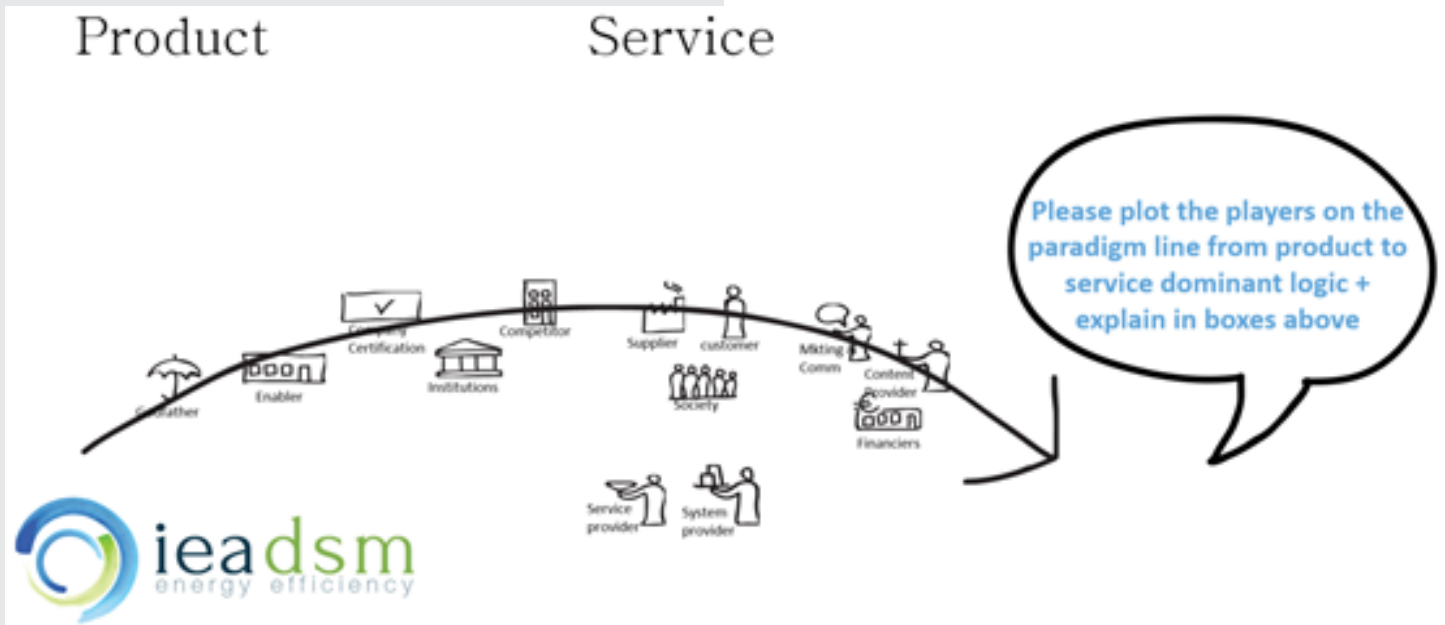 Product
Service
Please plot the players on the
paradigm line from product to
service dominant logic +
explain in boxes above
Company
Certification
Competitor
Supplier
customer
Mkting
Comm
Content
Provider
Institutions
Enabler
Godfather
Society
Financiers
Service
provider
System
provider
ieadsm
energy efficiency